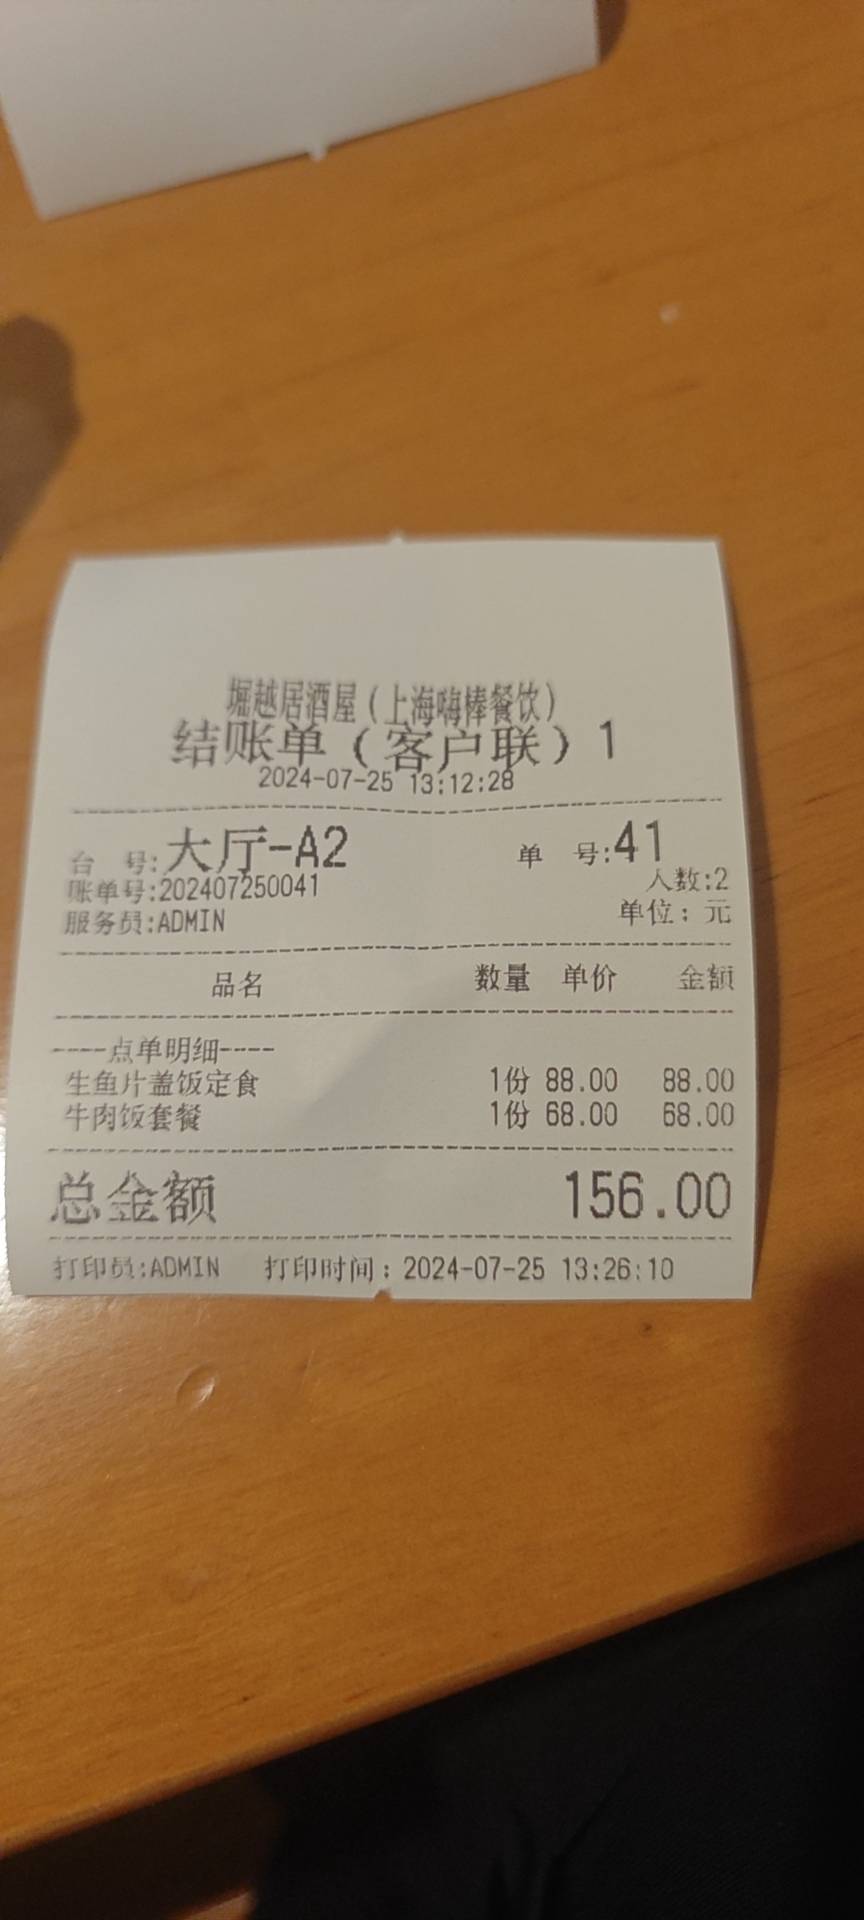 堀越居酒屋（上海嗨棒餐饮）
结账单（客户联）1
2024-07-25 13:12:28
台 号:大厅-A2 单 号:41
账单号:202407250041 人数:2
服务员:ADMIN 单位：元
品名 数量 单价 金额
----点单明细----
生鱼片盖饭定食 1份 88.00 88.00
牛肉饭套餐 1份 68.00 68.00
总金额 156.00
打印员:ADMIN 打印时间：2024-07-25 13:26:10